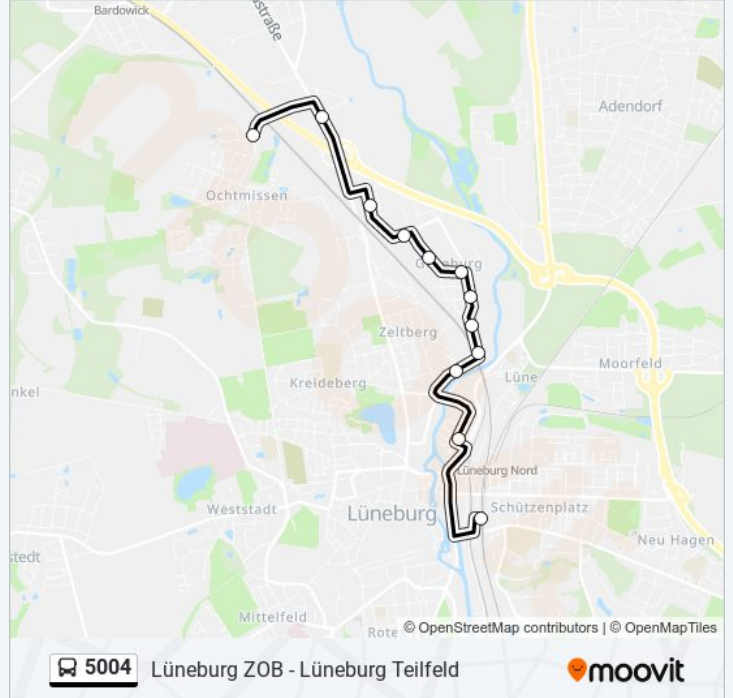 Bardowick
straße
Adendorf
Ochtmissen
Zeltberg
Moorfeld
Lüne
Kreideberg
nkel
Lüneburg Nord
Weststadt
Lüneburg
Schützenplatz
Neu Hagen
stedt
Mittelfeld
Rote
© OpenStreetMap contributors | © OpenMapTiles
5004 Lüneburg ZOB - Lüneburg Teilfeld
moovit